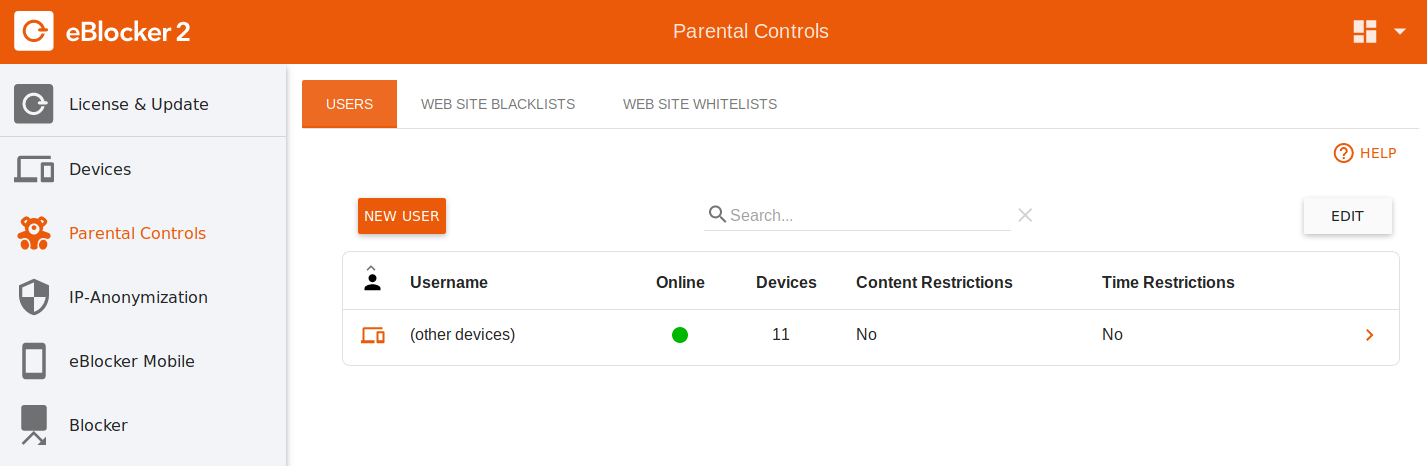 eBlocker 2
Parental Controls
License & Update
Devices
Parental Controls
IP-Anonymization
eBlocker Mobile
Blocker
USERS WEB SITE BLACKLISTS WEB SITE WHITELISTS
HELP
NEW USER Search... EDIT
Username Online Devices Content Restrictions Time Restrictions
(other devices) 11 No No